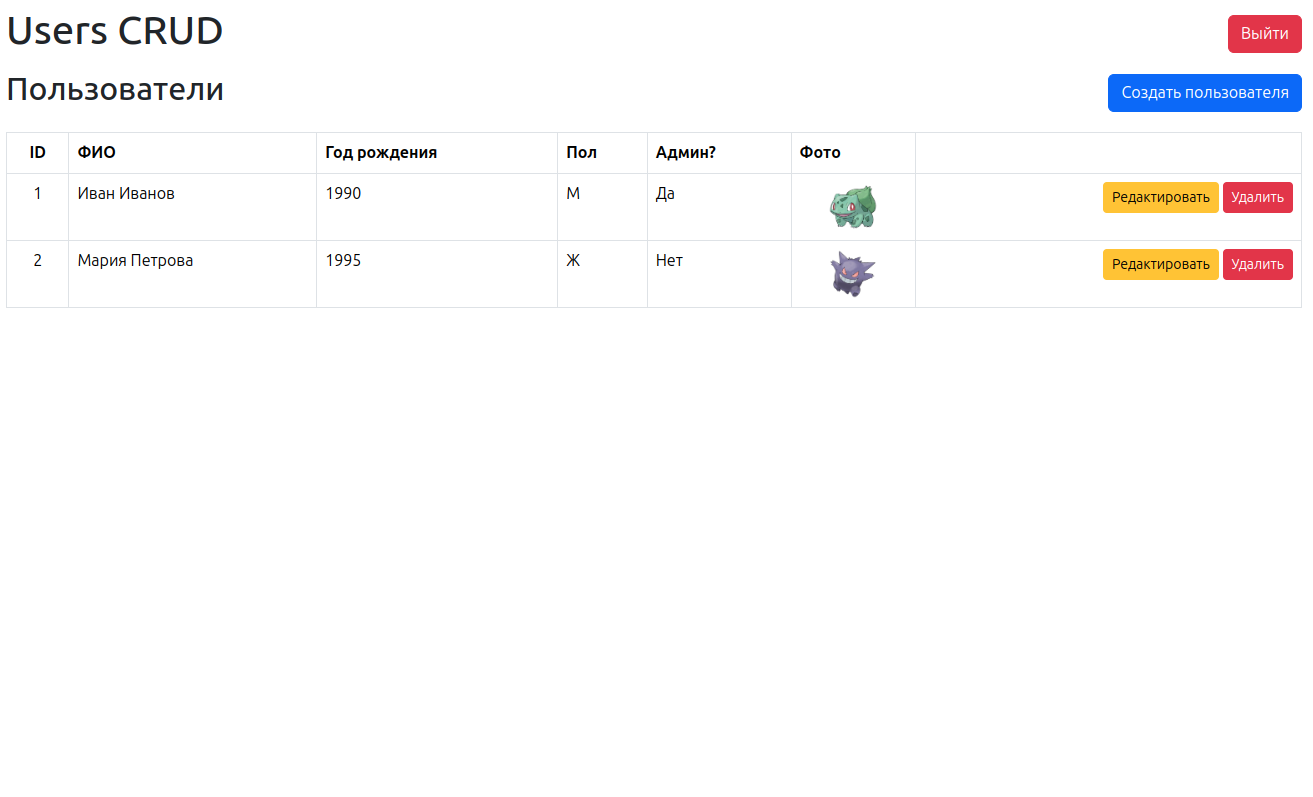 Users CRUD Выйти
Пользователи Создать пользователя
ID ФИО Год рождения Пол Админ? Фото
1 Иван Иванов 1990 М Да Редактировать Удалить
2 Мария Петрова 1995 Ж Нет Редактировать Удалить